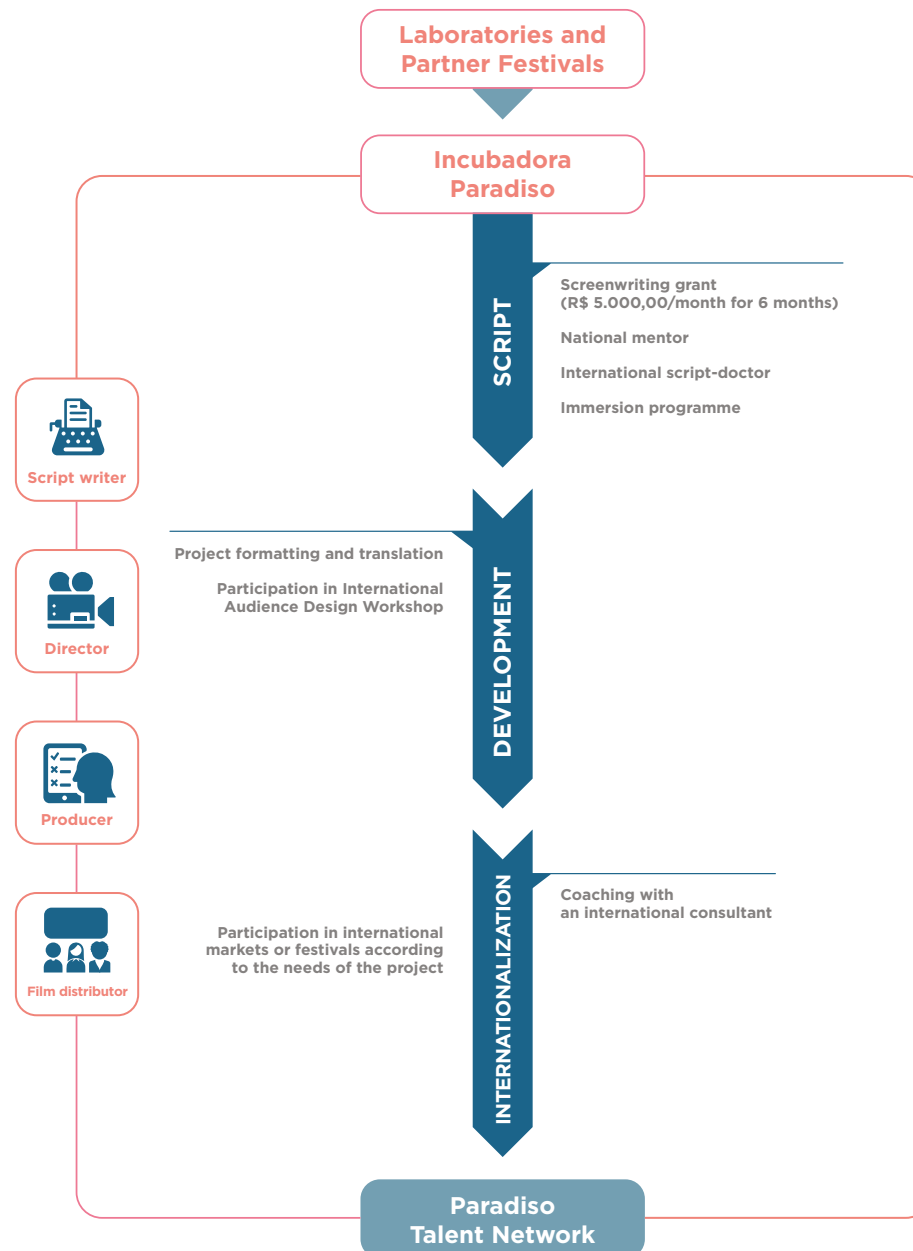 Laboratories and
Partner Festivals
Incubadora
Paradiso
SCRIPT
Screenwriting grant
(R$ 5.000,00/month for 6 months)
National mentor
International script-doctor
Immersion programme
Script writer
Director
Producer
Film distributor
DEVELOPMENT
Project formatting and translation
Participation in International
Audience Design Workshop
INTERNATIONALIZATION
Coaching with
an international consultant
Participation in international
markets or festivals according
to the needs of the project
Paradiso
Talent Network